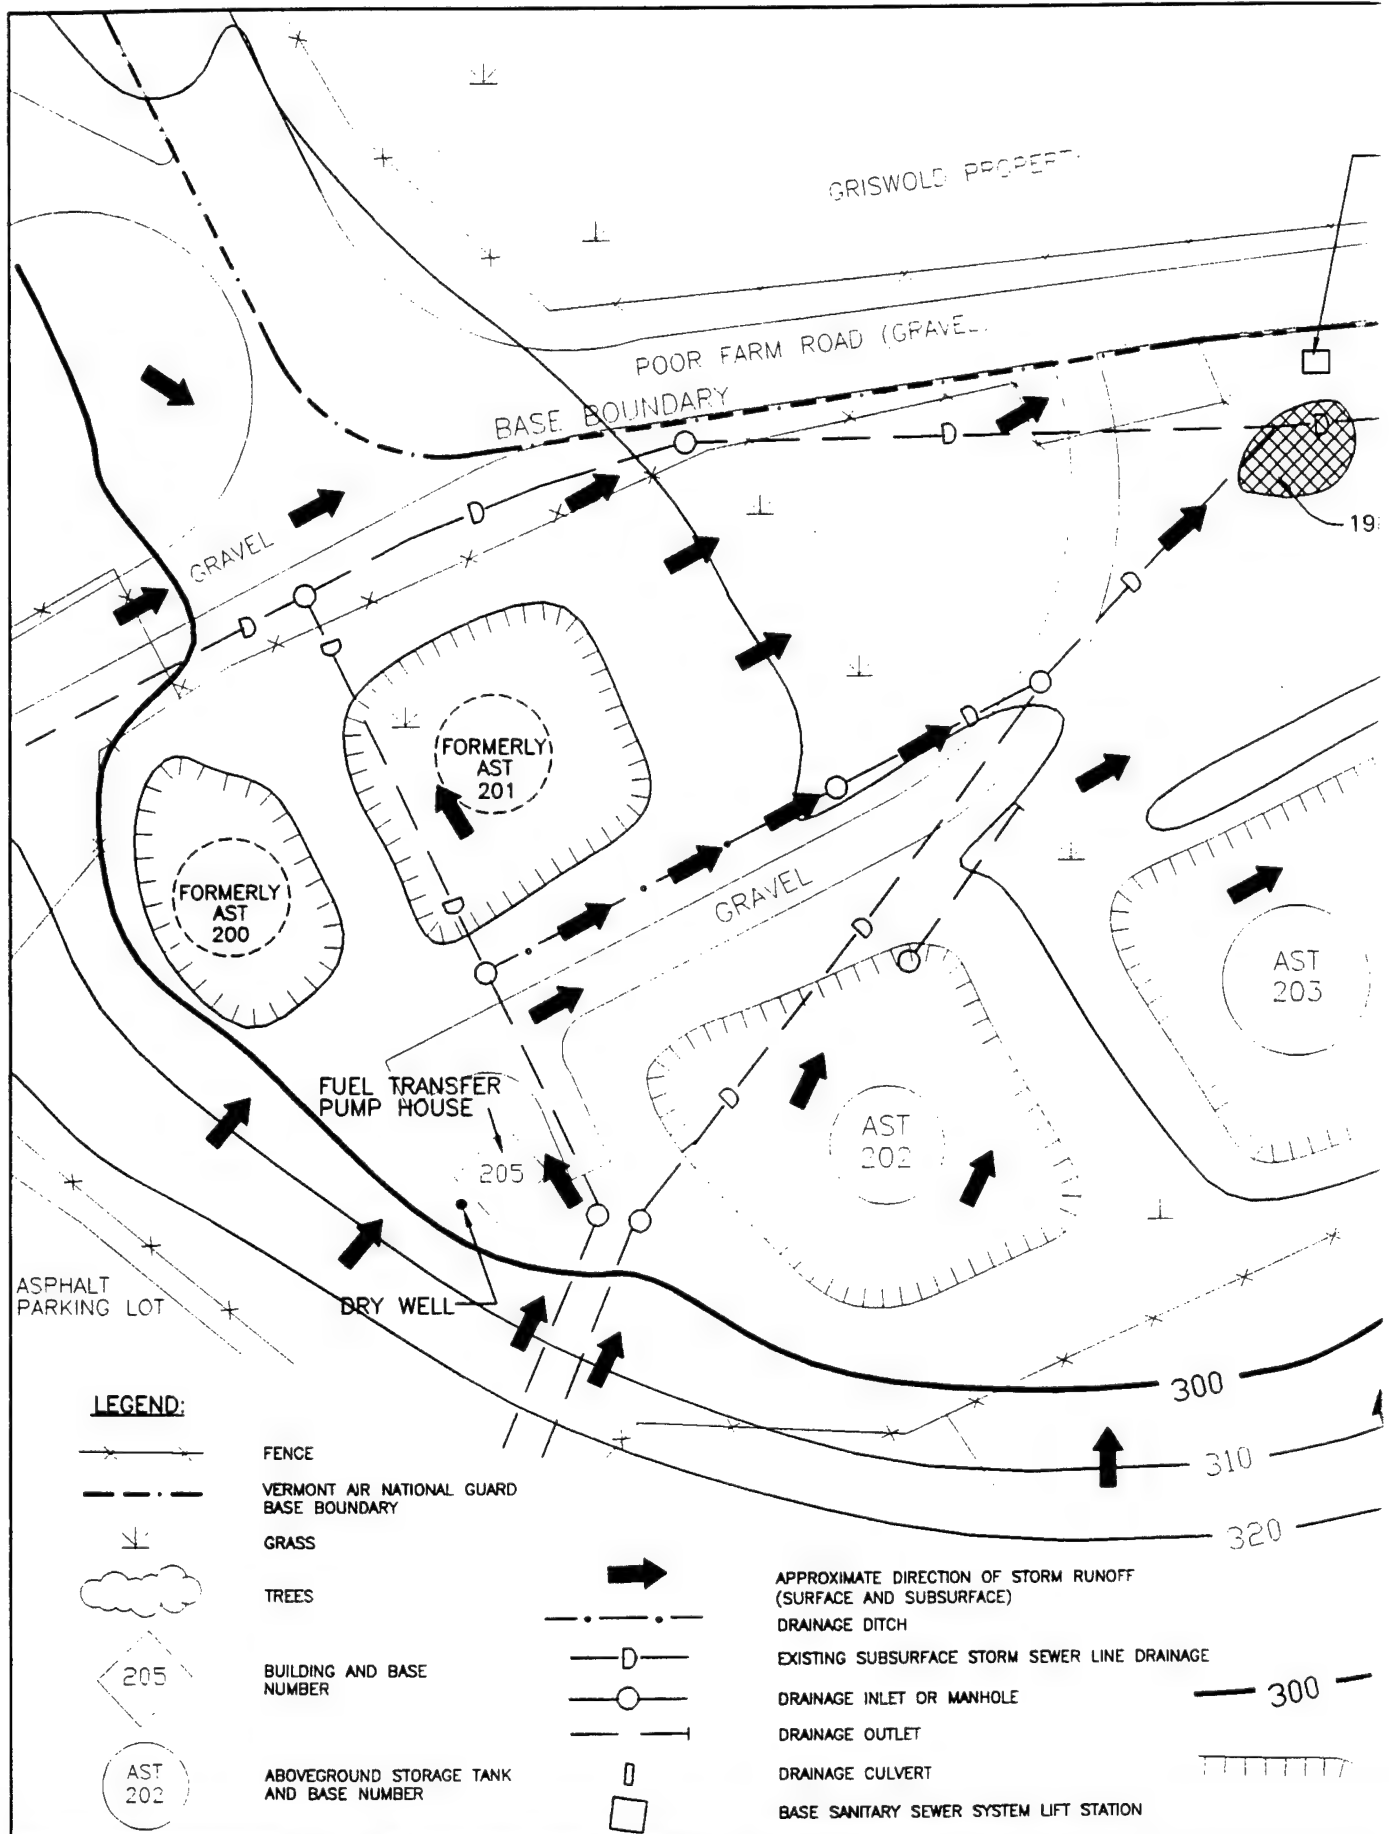 GRISWOLD PROPERTY
POOR FARM ROAD (GRAVEL
BASE BOUNDARY
D
D
D
19
GRAVEL
D
D
D
FORMERLY
AST
201
D
FORMERLY
AST
200
D
GRAVEL
D
AST
203
FUEL TRANSFER
PUMP HOUSE
D
AST
202
205
ASPHALT
PARKING LOT
DRY WELL
300
310
320
LEGEND:
FENCE
VERMONT AIR NATIONAL GUARD
BASE BOUNDARY
GRASS
TREES
205
BUILDING AND BASE
NUMBER
AST
202
ABOVEGROUND STORAGE TANK
AND BASE NUMBER
APPROXIMATE DIRECTION OF STORM RUNOFF
(SURFACE AND SUBSURFACE)
DRAINAGE DITCH
D
EXISTING SUBSURFACE STORM SEWER LINE DRAINAGE
DRAINAGE INLET OR MANHOLE
300
DRAINAGE OUTLET
DRAINAGE CULVERT
BASE SANITARY SEWER SYSTEM LIFT STATION